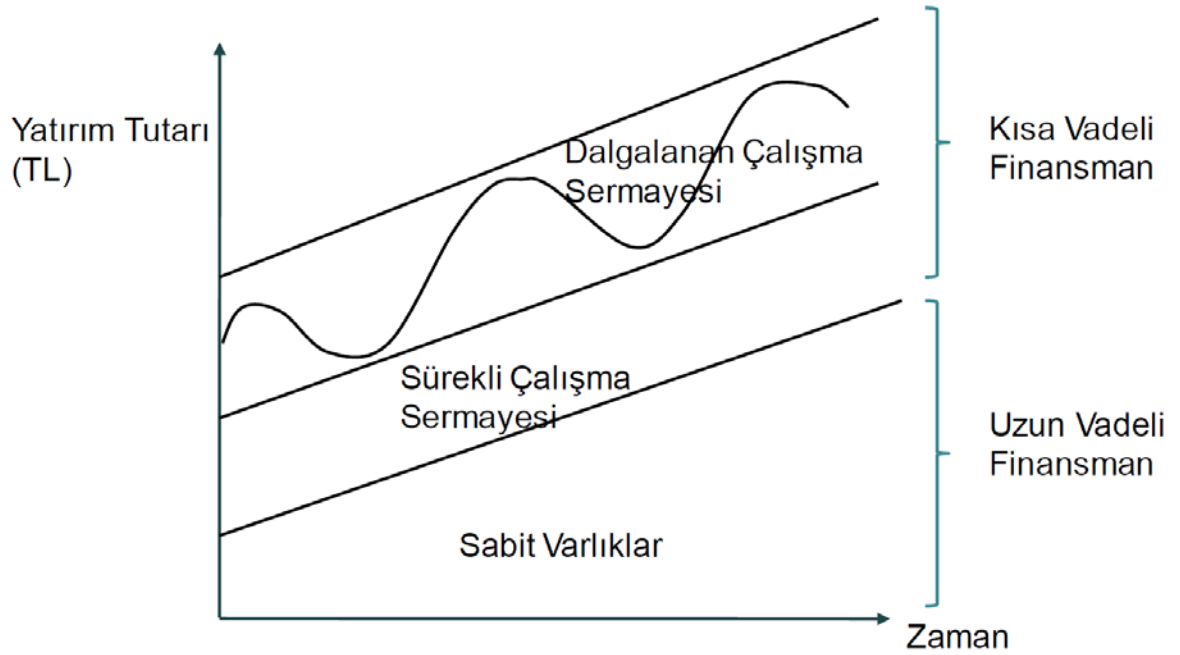 Yatırım Tutarı
(TL)
Dalgalanan Çalışma
Sermayesi
Kısa Vadeli
Finansman
Sürekli Çalışma
Sermayesi
Uzun Vadeli
Finansman
Sabit Varlıklar
Zaman